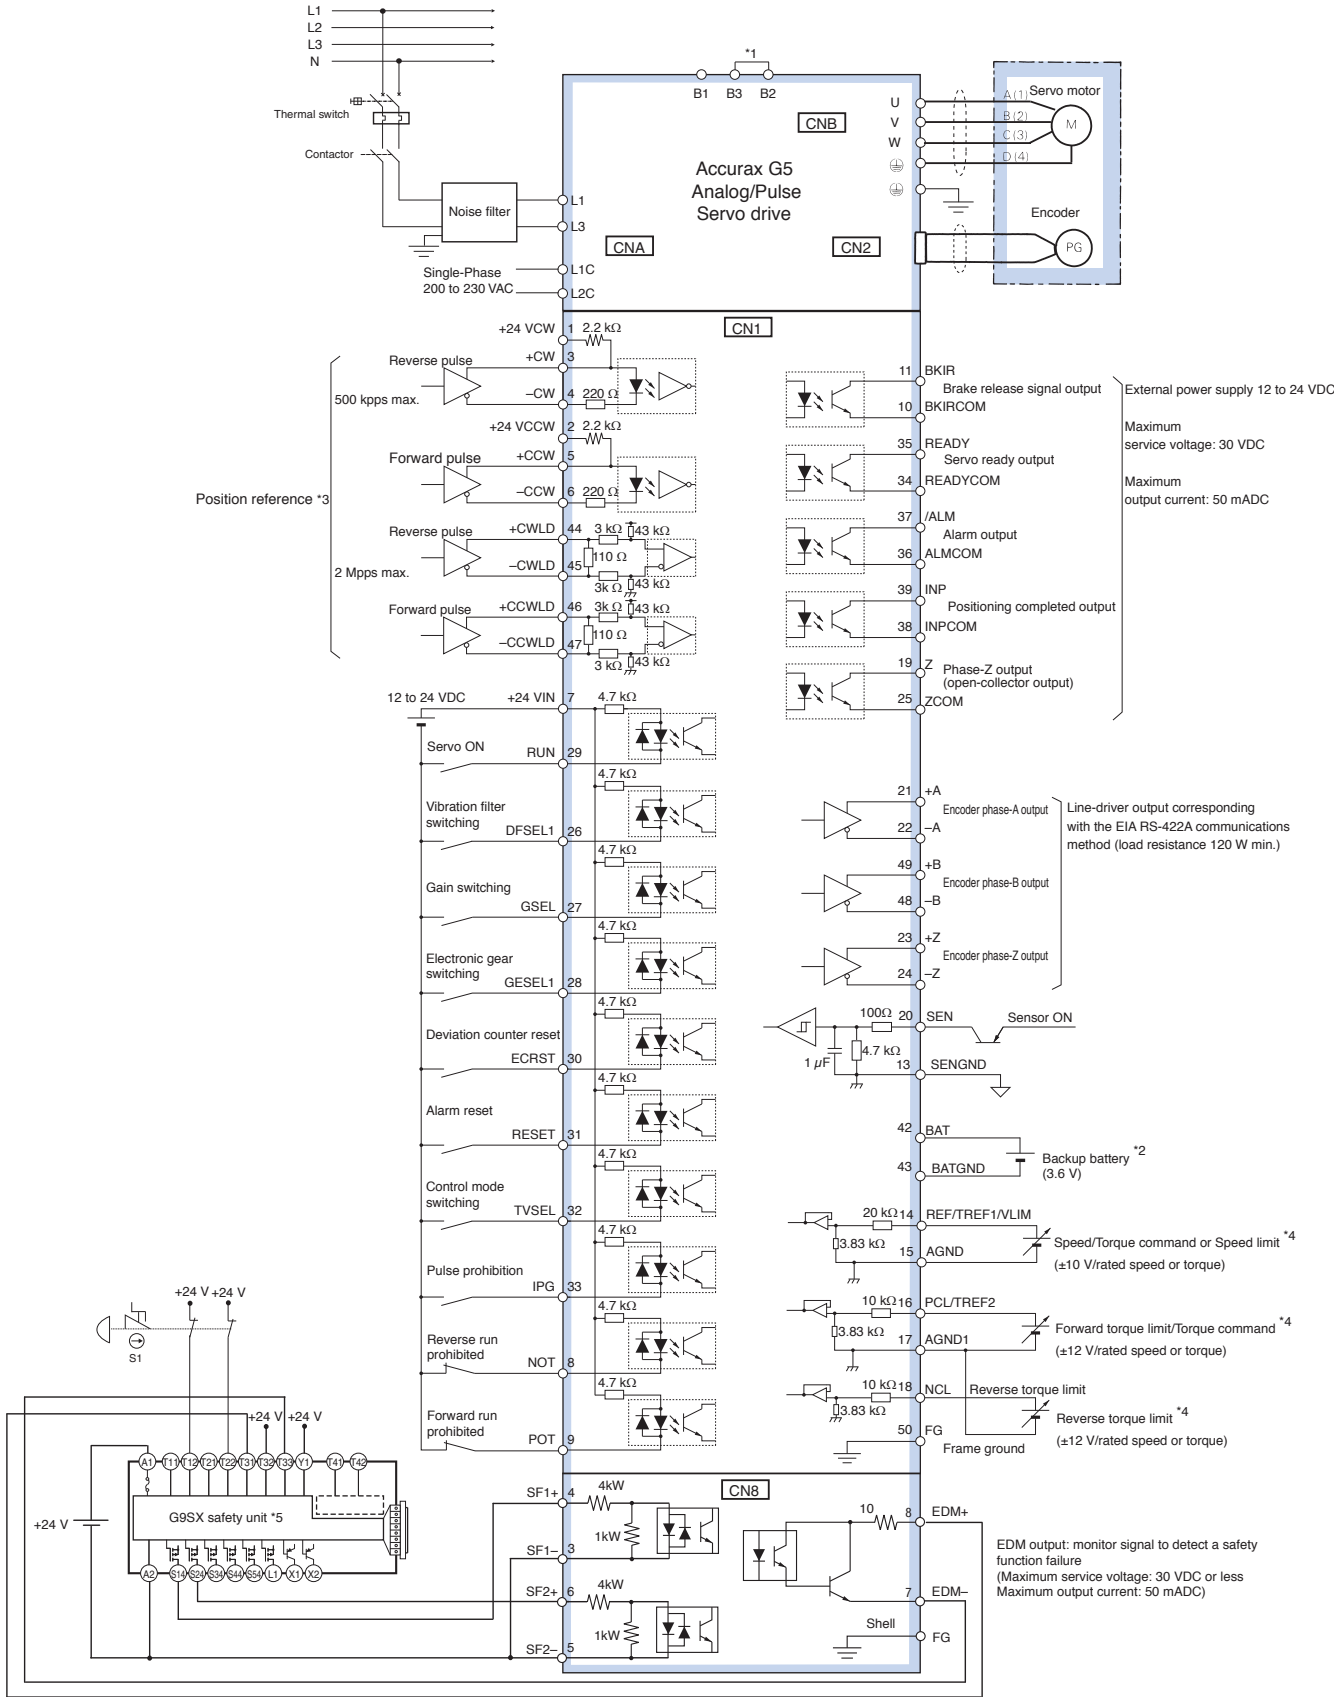 L1
L2
L3
N
Thermal switch
Contactor
Noise filter
*1
B1 B3 B2
CNB
U
V
W
A (1)
B (2)
C (3)
D (4)
Servo motor
M
Accurax G5
Analog/Pulse
Servo drive
L1
L3
CNA
CN2
Encoder
PG
Single-Phase
200 to 230 VAC
L1C
L2C
CN1
+24 VCW 1 2.2 kΩ
Reverse pulse
+CW 3
–CW 4 220 Ω
500 kpps max.
+24 VCCW 2 2.2 kΩ
Forward pulse
+CCW 5
–CCW 6 220 Ω
Position reference *3
Reverse pulse
+CWLD 44 3 kΩ 43 kΩ
110 Ω
–CWLD 45
3k Ω 43 kΩ
2 Mpps max.
Forward pulse
+CCWLD 46 3k Ω 43 kΩ
110 Ω
–CCWLD 47
3 kΩ 43 kΩ
12 to 24 VDC
+24 VIN 7 4.7 kΩ
Servo ON
RUN 29
4.7 kΩ
Vibration filter
switching
DFSEL1 26
4.7 kΩ
Gain switching
GSEL 27
4.7 kΩ
Electronic gear
switching
GESEL1 28
4.7 kΩ
Deviation counter reset
ECRST 30
4.7 kΩ
Alarm reset
RESET 31
4.7 kΩ
Control mode
switching
TVSEL 32
4.7 kΩ
Pulse prohibition
IPG 33
4.7 kΩ
Reverse run
prohibited
NOT 8
4.7 kΩ
Forward run
prohibited
POT 9
11 BKIR
Brake release signal output
10 BKIRCOM
35 READY
Servo ready output
34 READYCOM
37 /ALM
Alarm output
36 ALMCOM
39 INP
Positioning completed output
38 INPCOM
19 Z
Phase-Z output
(open-collector output)
25 ZCOM
External power supply 12 to 24 VDC
Maximum
service voltage: 30 VDC
Maximum
output current: 50 mADC
21 +A
Encoder phase-A output
22 –A
49 +B
Encoder phase-B output
48 –B
23 +Z
Encoder phase-Z output
24 –Z
Line-driver output corresponding
with the EIA RS-422A communications
method (load resistance 120 W min.)
100Ω 20 SEN
Sensor ON
4.7 kΩ
1 µF
13 SENGND
42 BAT
43 BATGND
Backup battery *2
(3.6 V)
20 kΩ 14 REF/TREF1/VLIM
3.83 kΩ
15 AGND
Speed/Torque command or Speed limit *4
(±10 V/rated speed or torque)
10 kΩ 16 PCL/TREF2
3.83 kΩ
17 AGND1
Forward torque limit/Torque command *4
(±12 V/rated speed or torque)
10 kΩ 18 NCL
Reverse torque limit
3.83 kΩ
Reverse torque limit *4
(±12 V/rated speed or torque)
50 FG
Frame ground
+24 V +24 V
S1
+24 V +24 V
A1 T11 T12 T21 T22 T31 T32 T33 Y1 T41 T42
G9SX safety unit *5
+24 V
A2 S14 S24 S34 S44 S54 L1 X1 X2
CN8
SF1+ 4 4kW
1kW
SF1– 3
SF2+ 6 4kW
1kW
SF2– 5
10 8 EDM+
7 EDM–
Shell
FG
EDM output: monitor signal to detect a safety
function failure
(Maximum service voltage: 30 VDC or less
Maximum output current: 50 mADC)